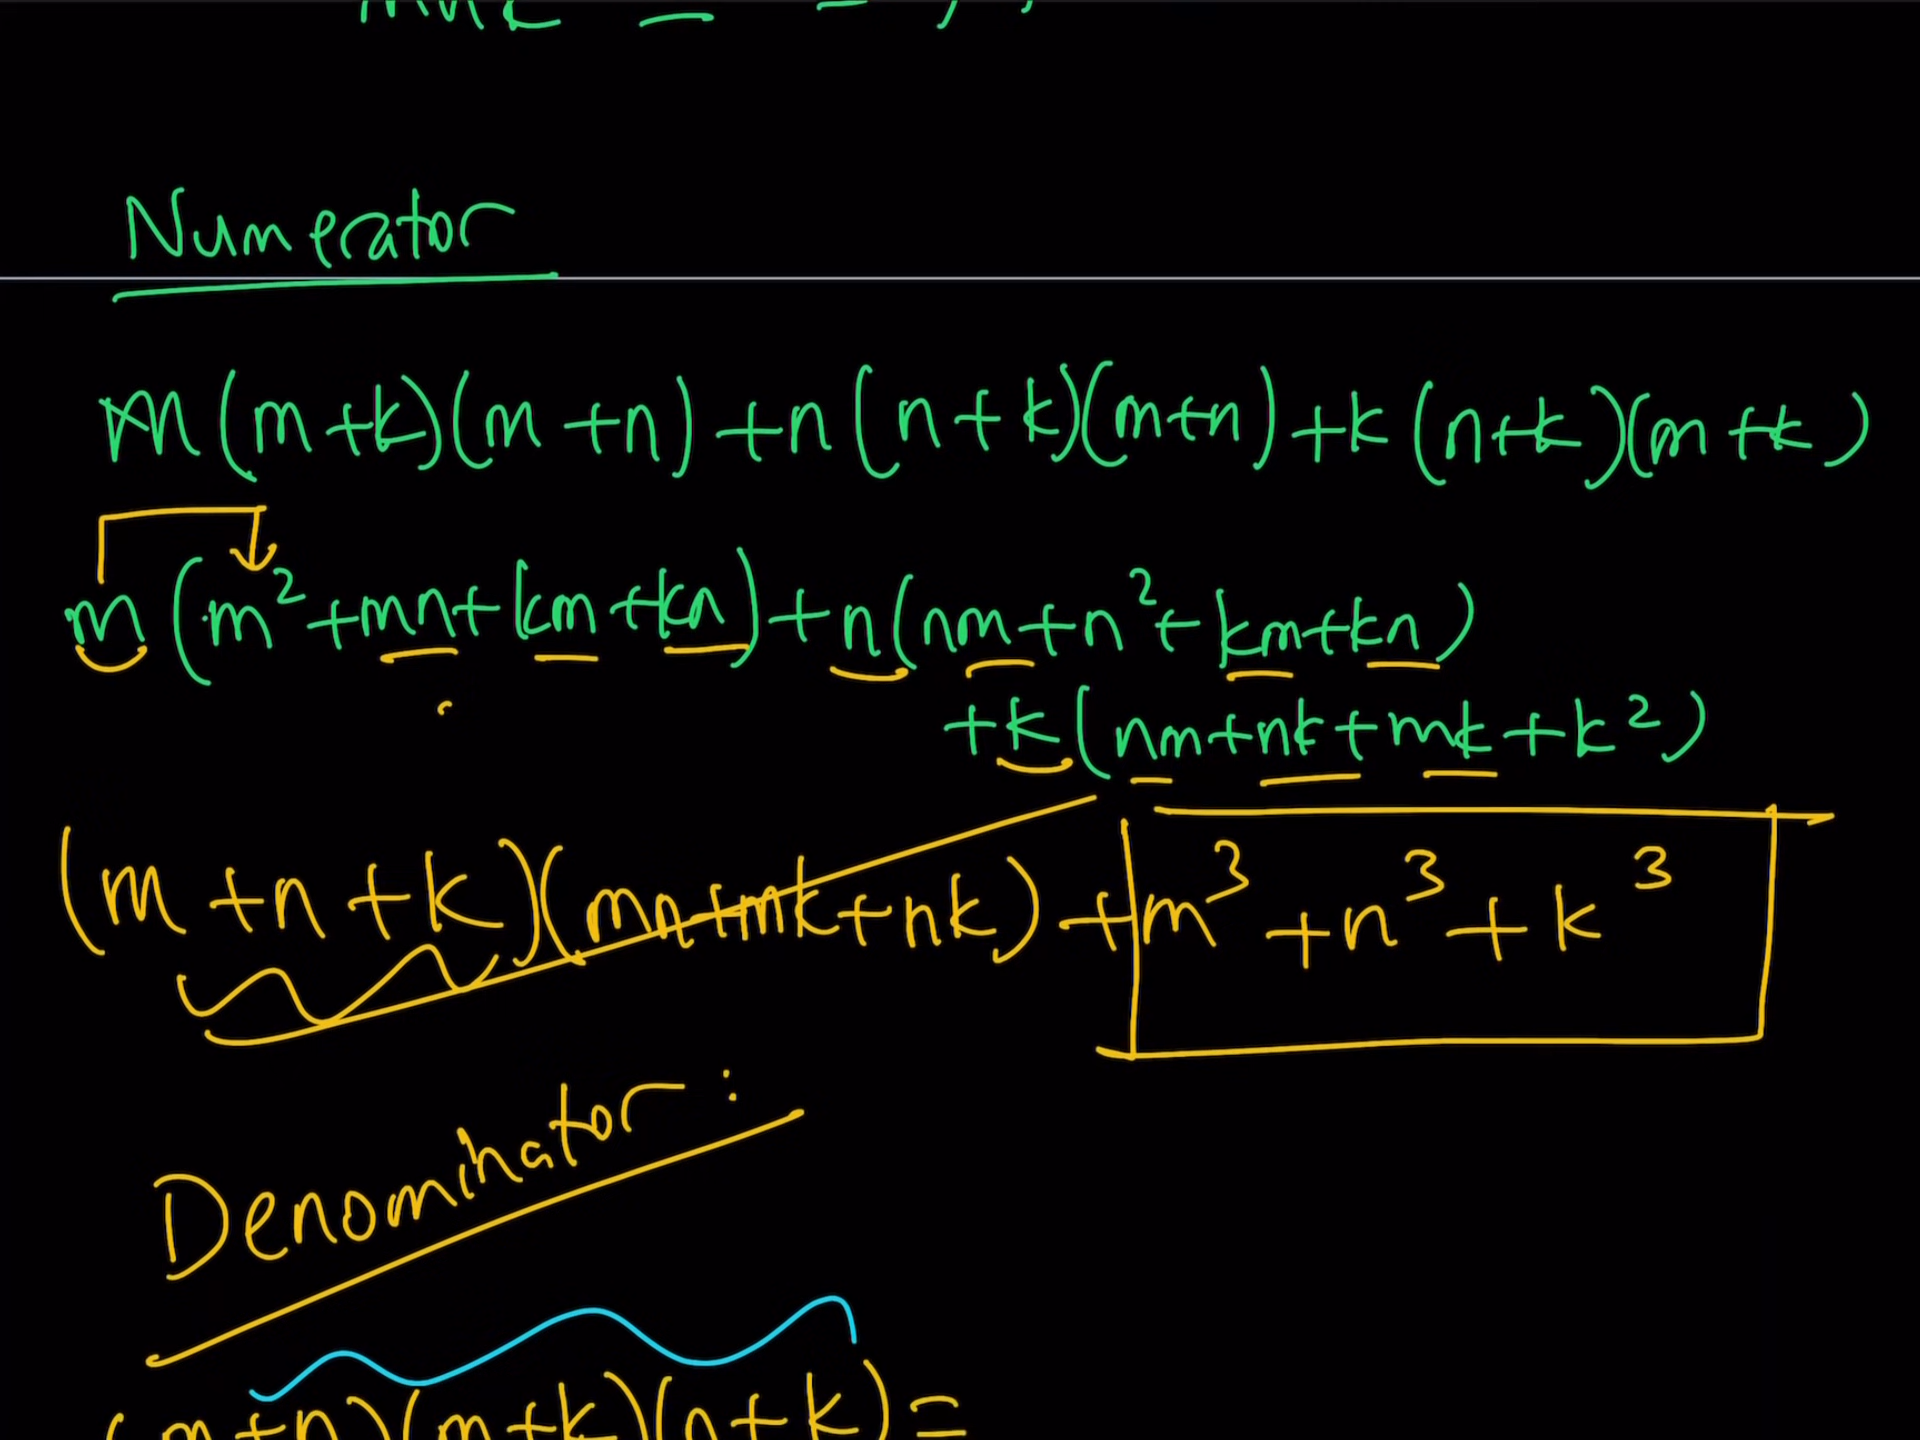 Numerator
m(m+k)(m+n)+n(n+k)(m+n)+k(n+k)(m+k)
m(m²+mn+km+kn)+n(nm+n²+km+kn)
+k(nm+nk+mk+k²)
(m+n+k)(mn+mk+nk)+m³+n³+k³
Denominator:
(m+n)(m+k)(n+k)=